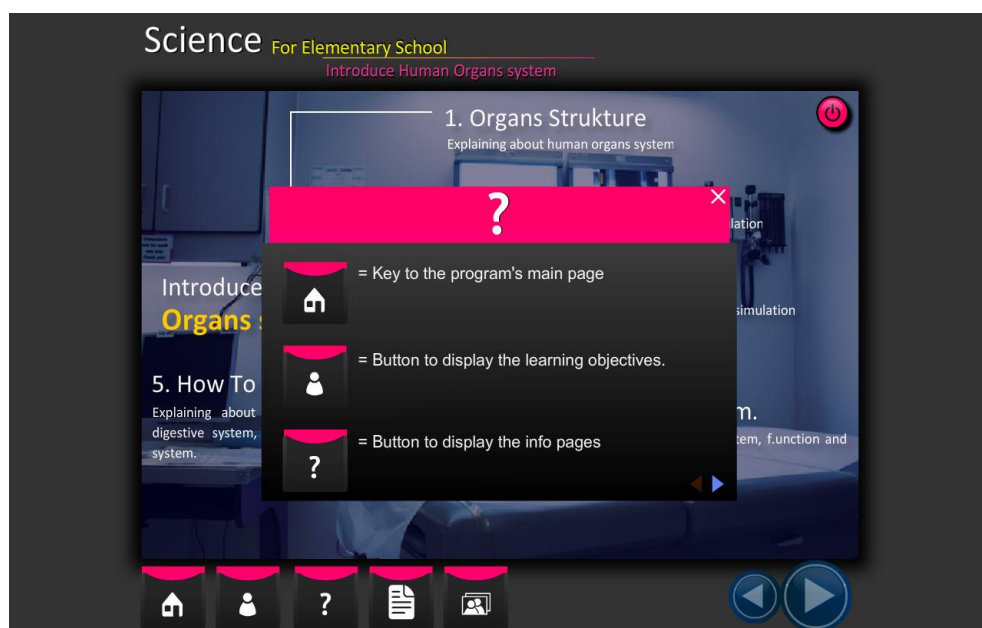 Science For Elementary School
Introduce Human Organs system
1. Organs Strukture
Explaining about human organs system
?
lation
= Key to the program's main page
Introduce
simulation
Organs
= Button to display the learning objectives.
5. How To
m.
Explaining about
digestive system,
tem, f.unction and
system.
= Button to display the info pages
?
?